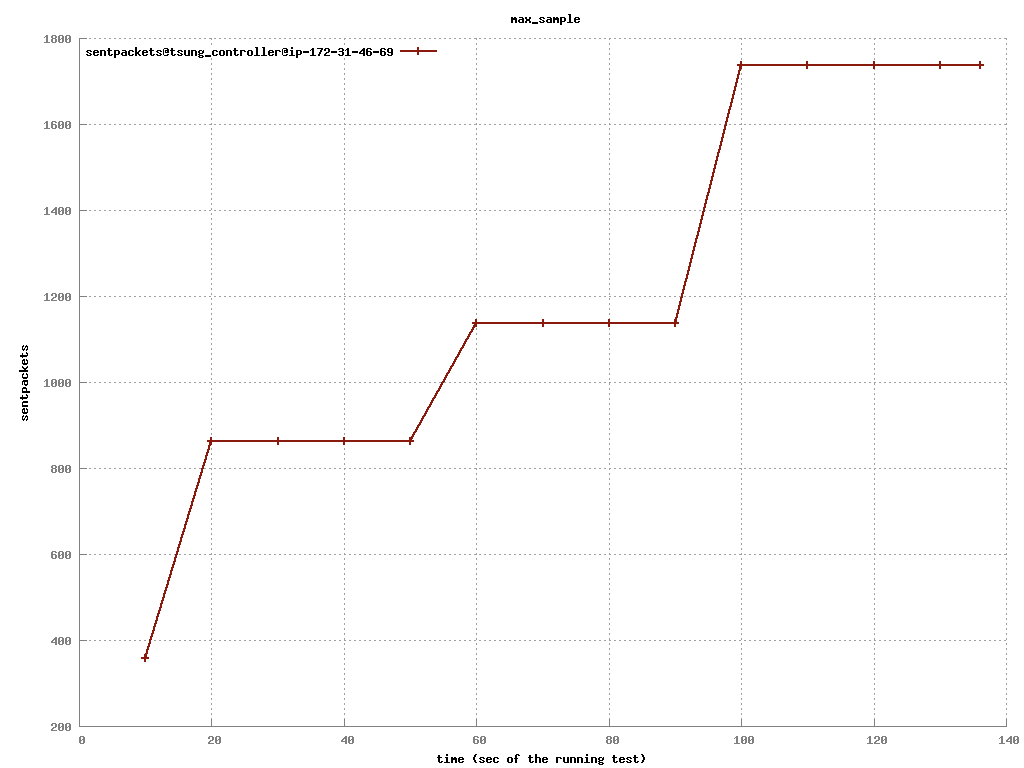 max_sample
sentpackets@tsung_controller@ip-172-31-46-69
1800
1600
1400
1200
1000
800
600
400
200
sentpackets
0 20 40 60 80 100 120 140
time (sec of the running test)